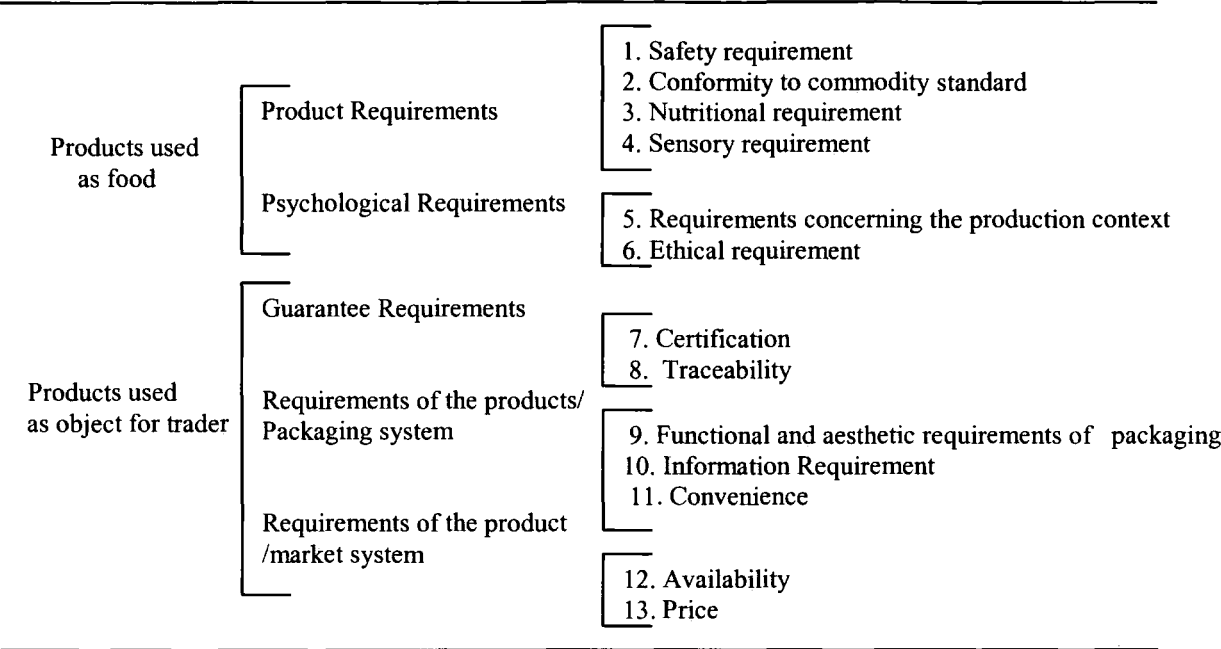 Products used
as food
Product Requirements
1. Safety requirement
2. Conformity to commodity standard
3. Nutritional requirement
4. Sensory requirement
Psychological Requirements
5. Requirements concerning the production context
6. Ethical requirement
Products used
as object for trader
Guarantee Requirements
7. Certification
8. Traceability
Requirements of the products/
Packaging system
9. Functional and aesthetic requirements of packaging
10. Information Requirement
11. Convenience
Requirements of the product
/market system
12. Availability
13. Price